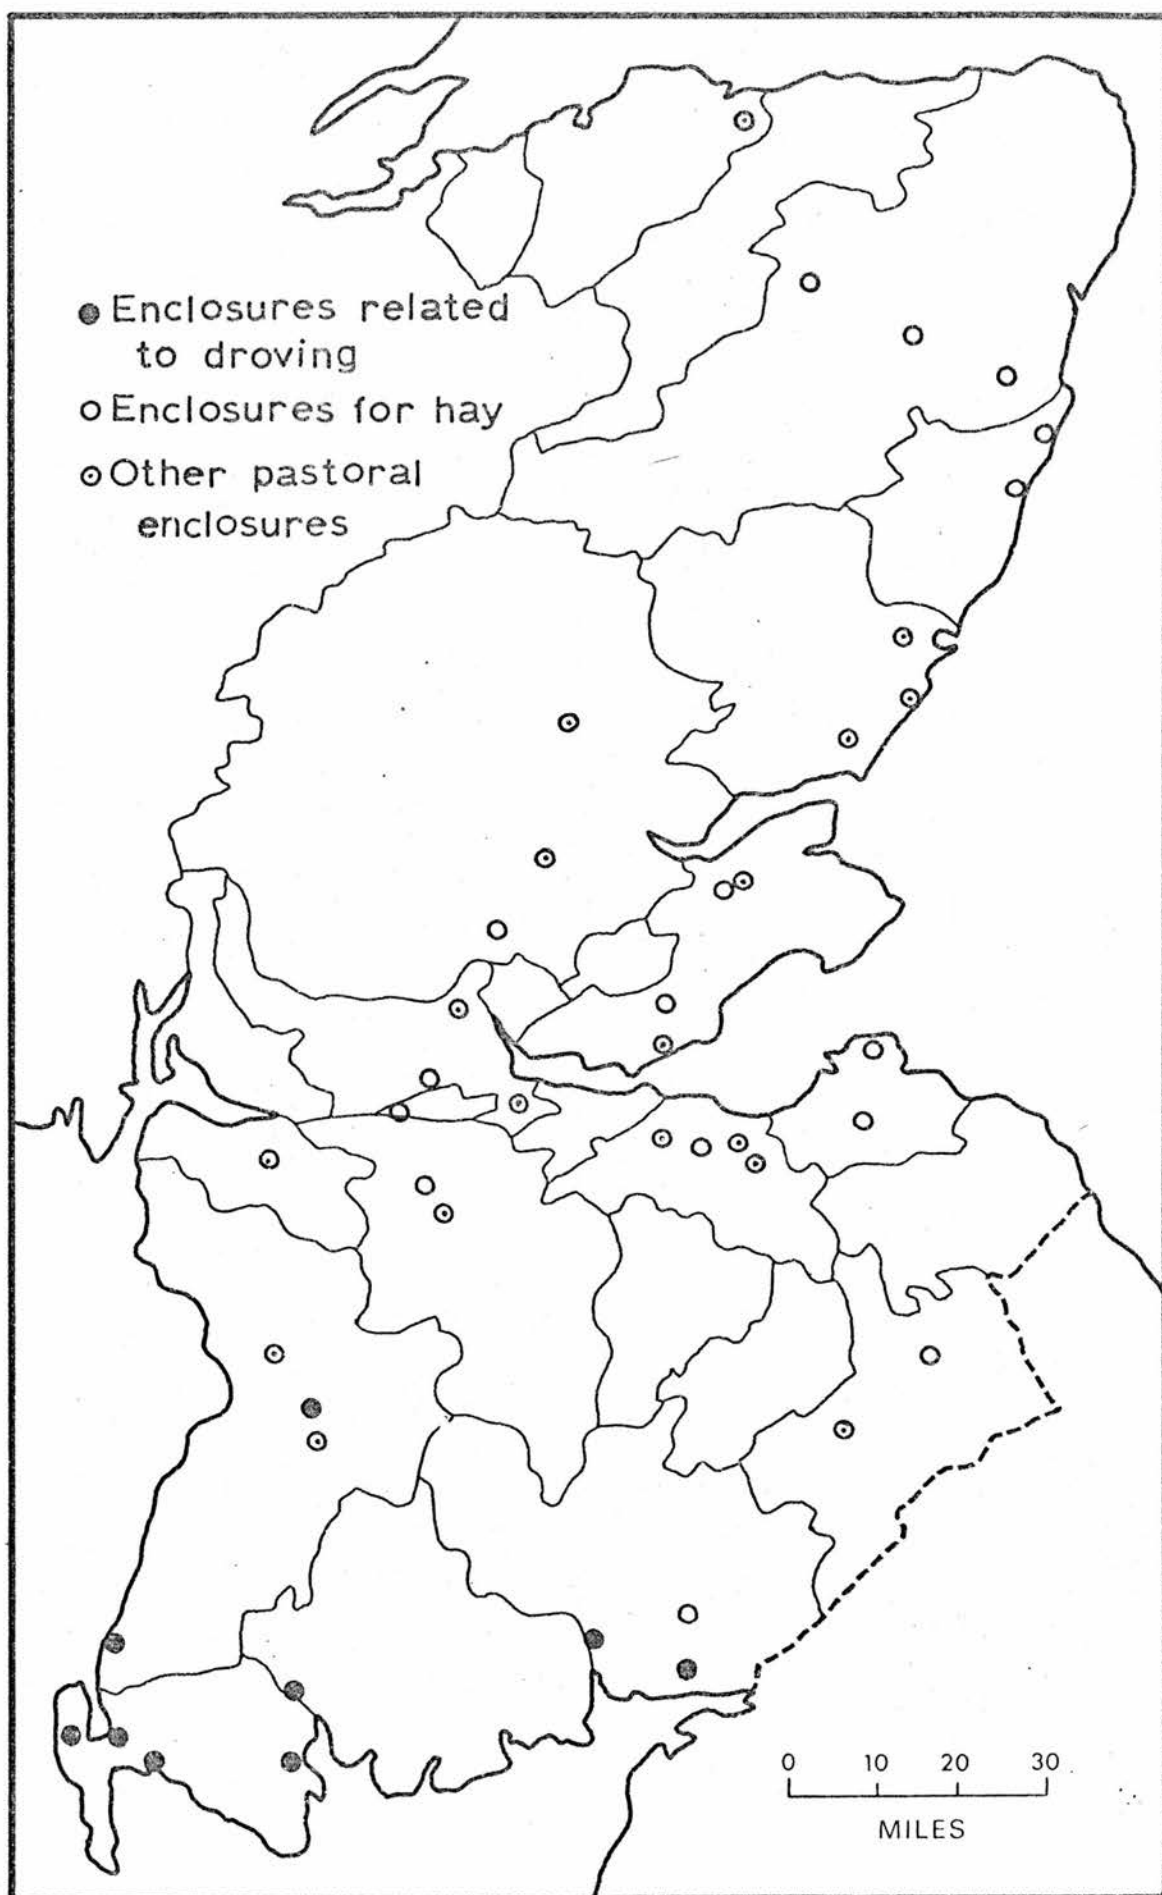 Enclosures related
to droving
Enclosures for hay
Other pastoral
enclosures
0 10 20 30
MILES